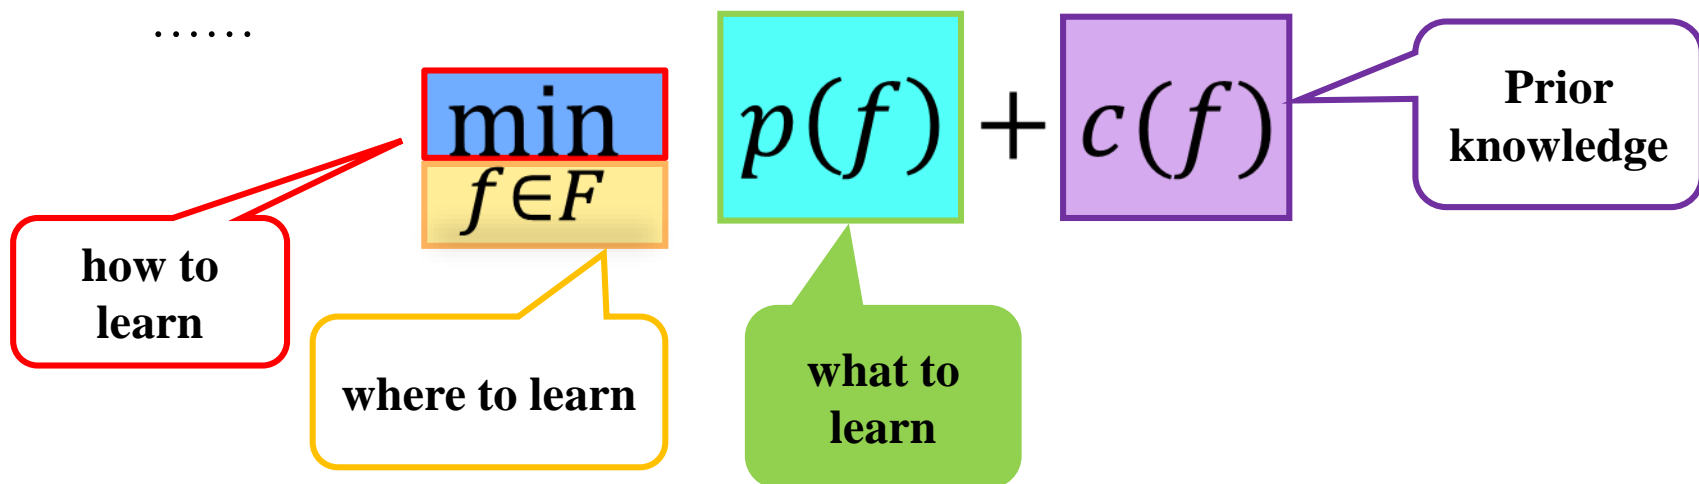 ......
min p(f) + c(f)
f∈F
Prior
knowledge
how to
learn
where to learn
what to
learn